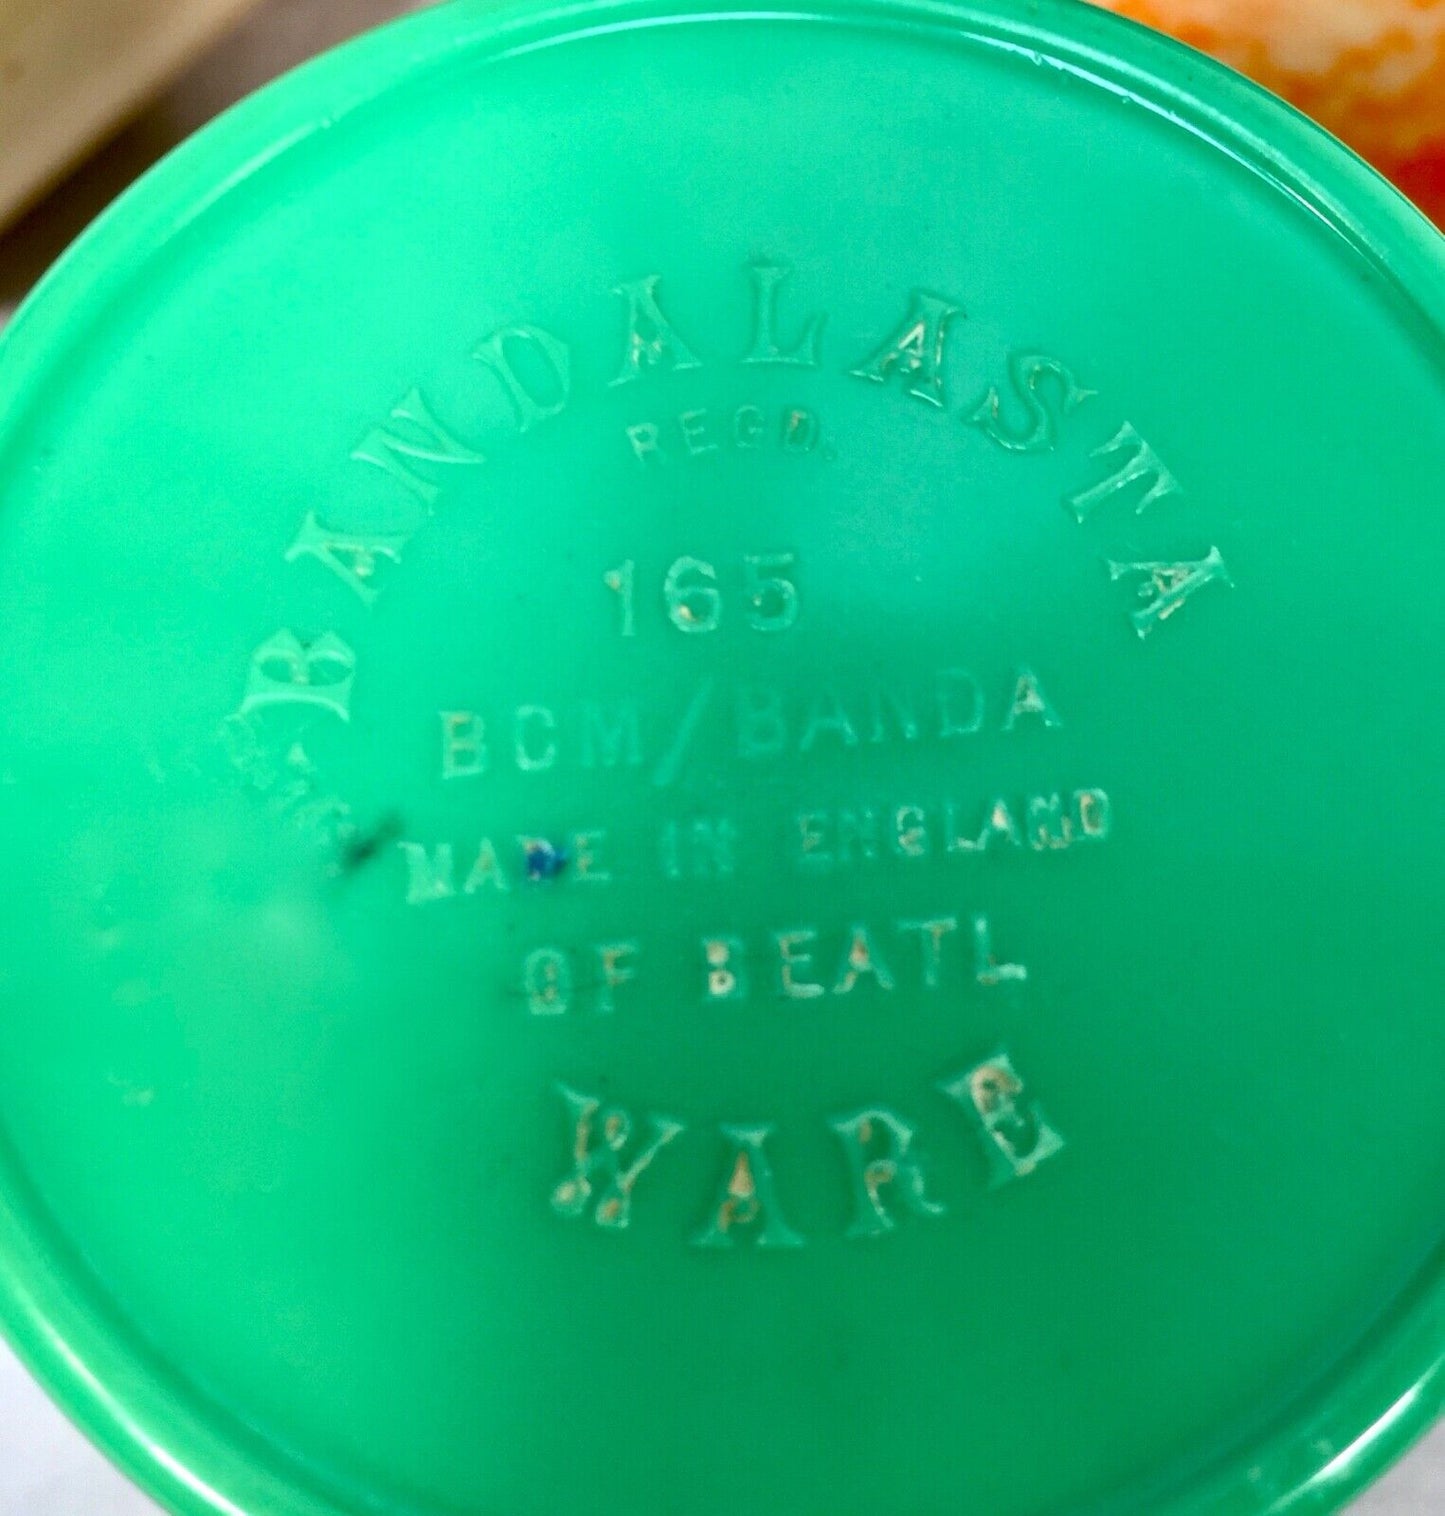 BANDALASTA
REGD.
165
BCM/BANDA
MADE IN ENGLAND
OF BEATL
WARE